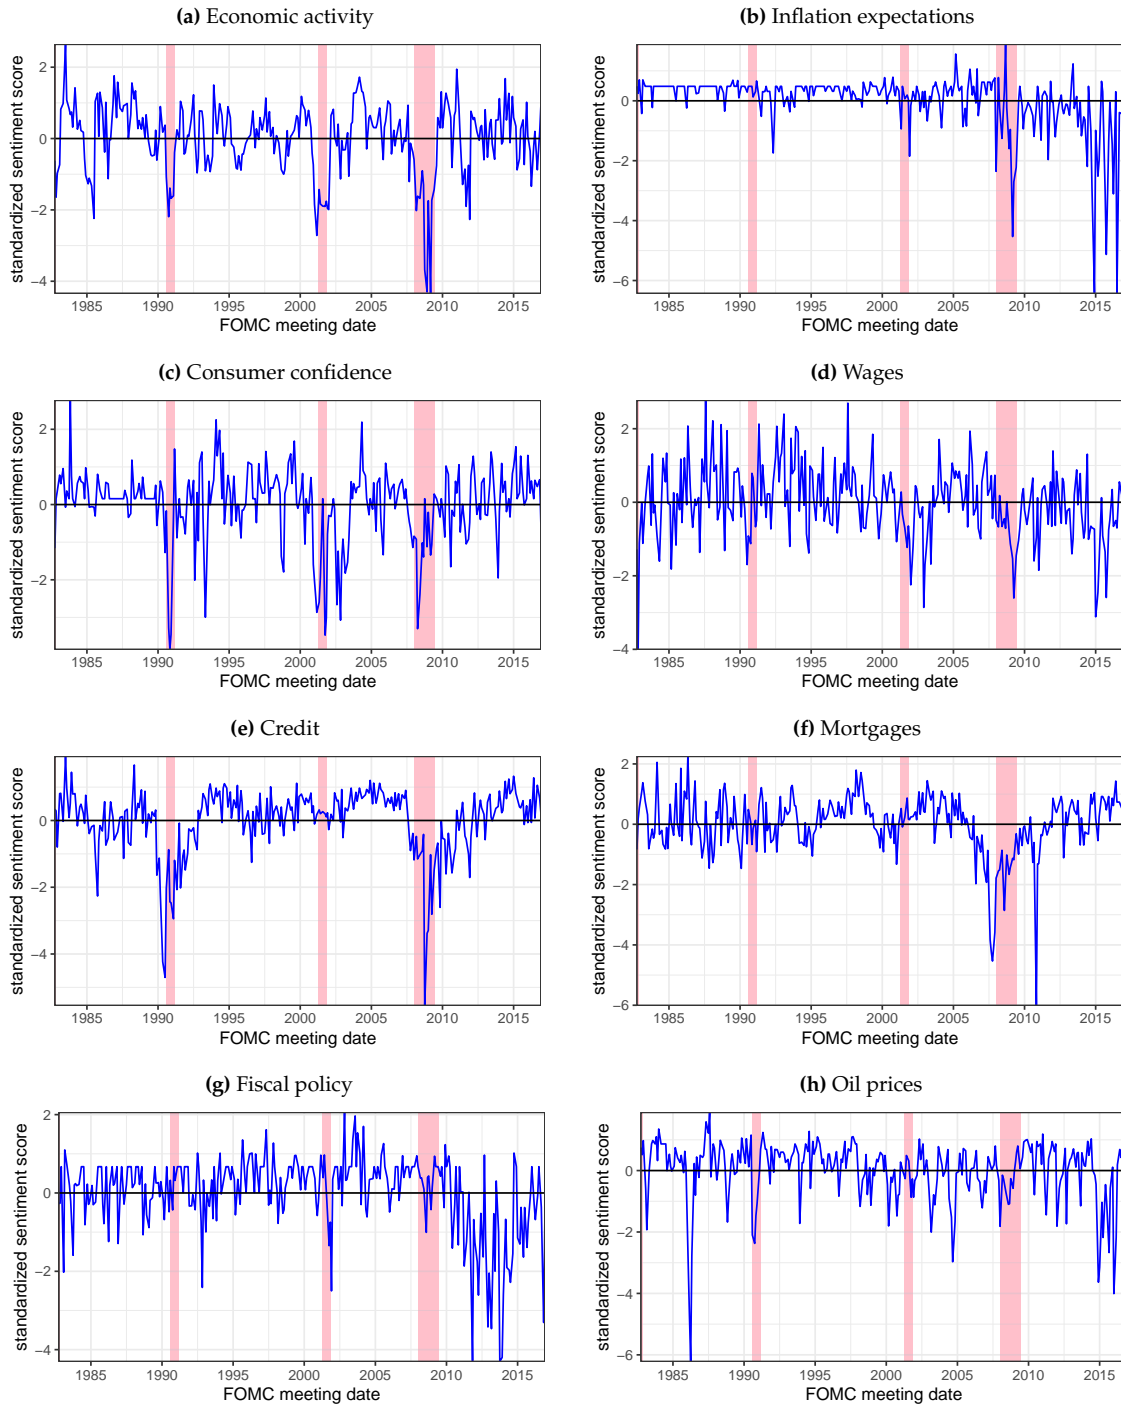 (a) Economic activity
standardized sentiment score
2
0
−2
−4
1985 1990 1995 2000 2005 2010 2015
FOMC meeting date
(b) Inflation expectations
standardized sentiment score
0
−2
−4
−6
1985 1990 1995 2000 2005 2010 2015
FOMC meeting date
(c) Consumer confidence
standardized sentiment score
2
0
−2
1985 1990 1995 2000 2005 2010 2015
FOMC meeting date
(d) Wages
standardized sentiment score
2
0
−2
−4
1985 1990 1995 2000 2005 2010 2015
FOMC meeting date
(e) Credit
standardized sentiment score
0
−2
−4
1985 1990 1995 2000 2005 2010 2015
FOMC meeting date
(f) Mortgages
standardized sentiment score
2
0
−2
−4
−6
1985 1990 1995 2000 2005 2010 2015
FOMC meeting date
(g) Fiscal policy
standardized sentiment score
2
0
−2
−4
1985 1990 1995 2000 2005 2010 2015
FOMC meeting date
(h) Oil prices
standardized sentiment score
0
−2
−4
−6
1985 1990 1995 2000 2005 2010 2015
FOMC meeting date